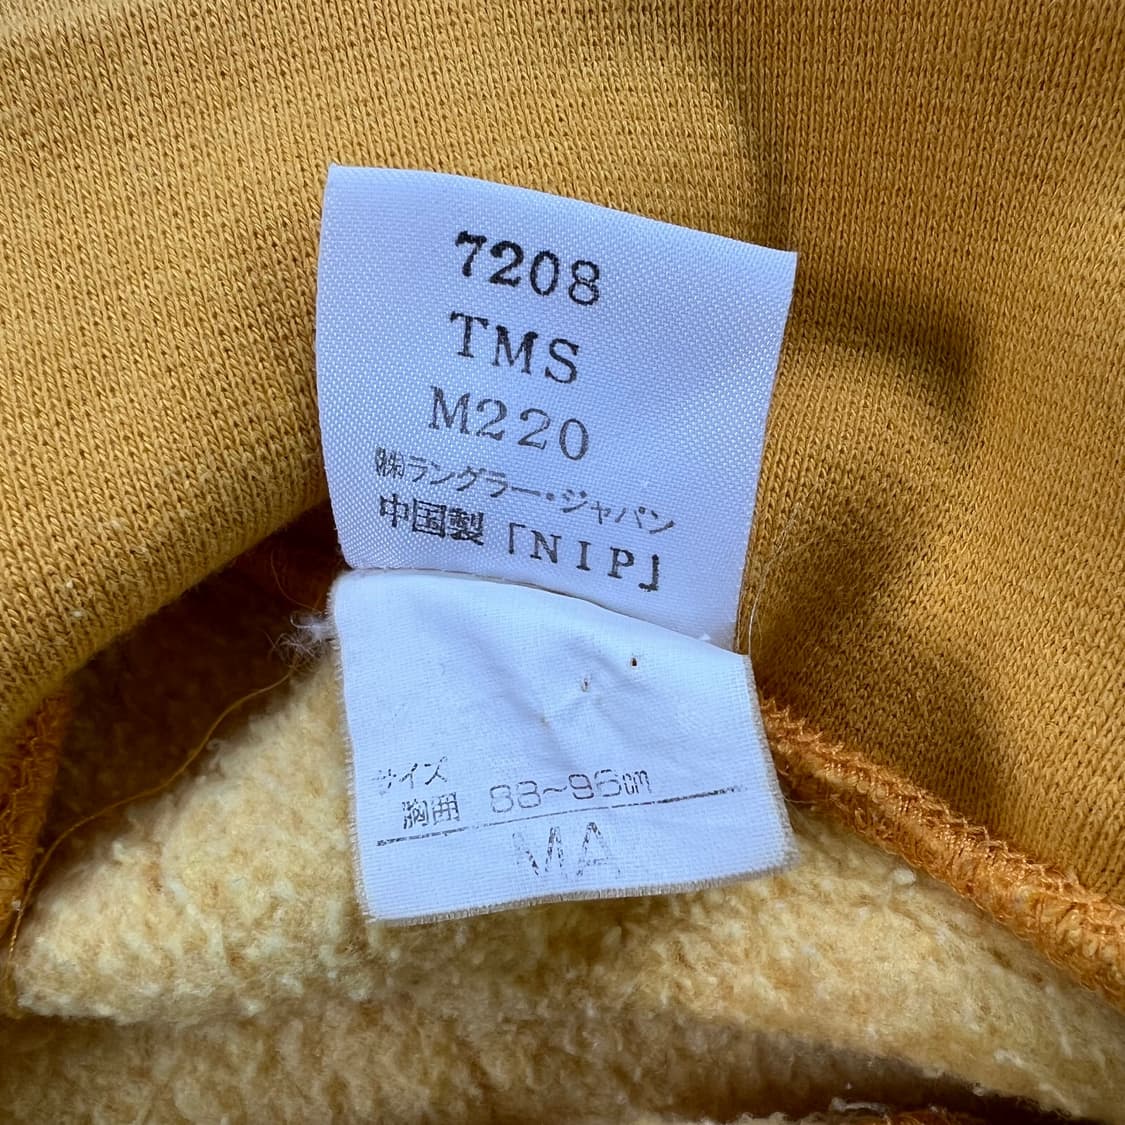 7208
TMS
M220
㈱ラングラー・ジャパン
中国製「NIP」
サイズ
胸囲 88~96㎝
MA